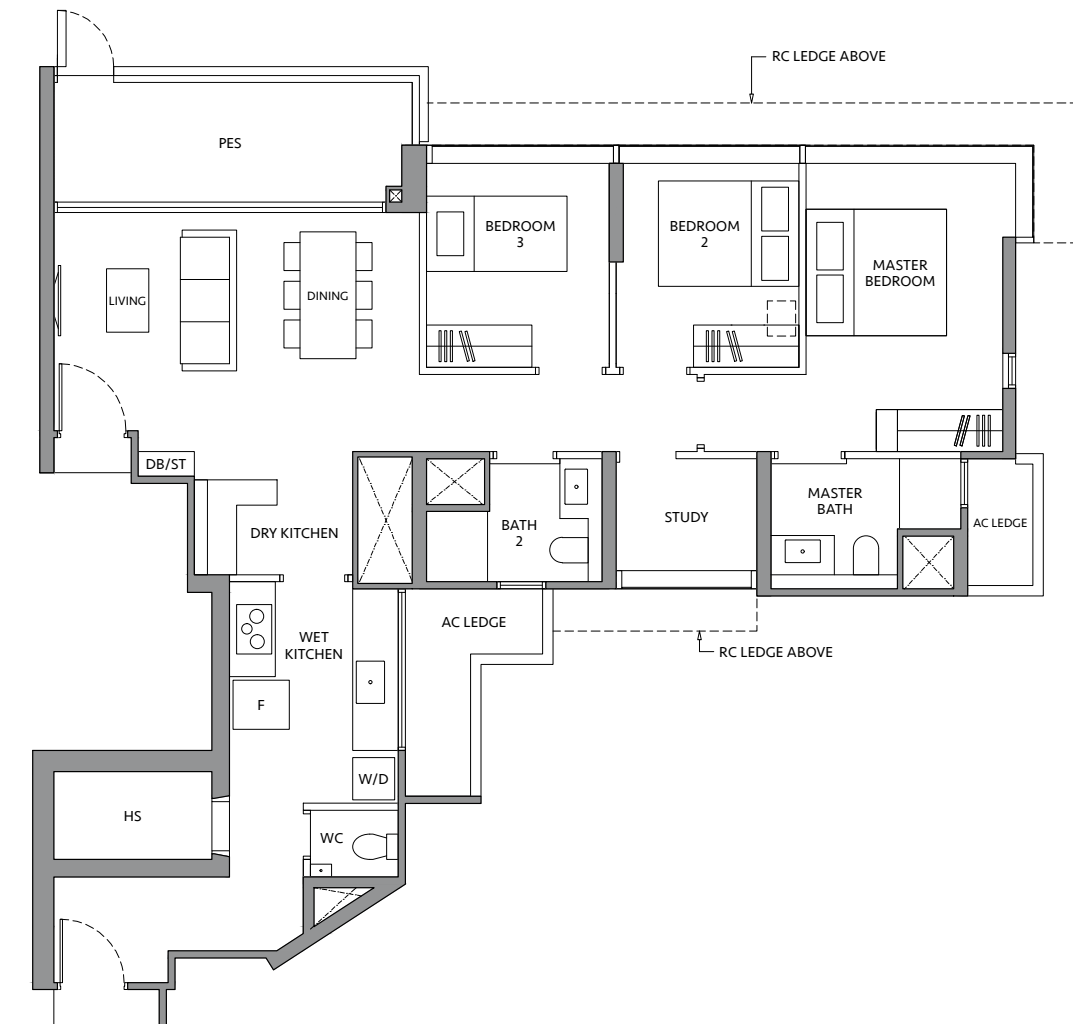 RC LEDGE ABOVE
PES
BEDROOM
3
BEDROOM
2
MASTER
BEDROOM
LIVING
DINING
DB/ST
DRY KITCHEN
BATH
2
STUDY
MASTER
BATH
AC LEDGE
AC LEDGE
RC LEDGE ABOVE
WET
KITCHEN
F
W/D
HS
WC